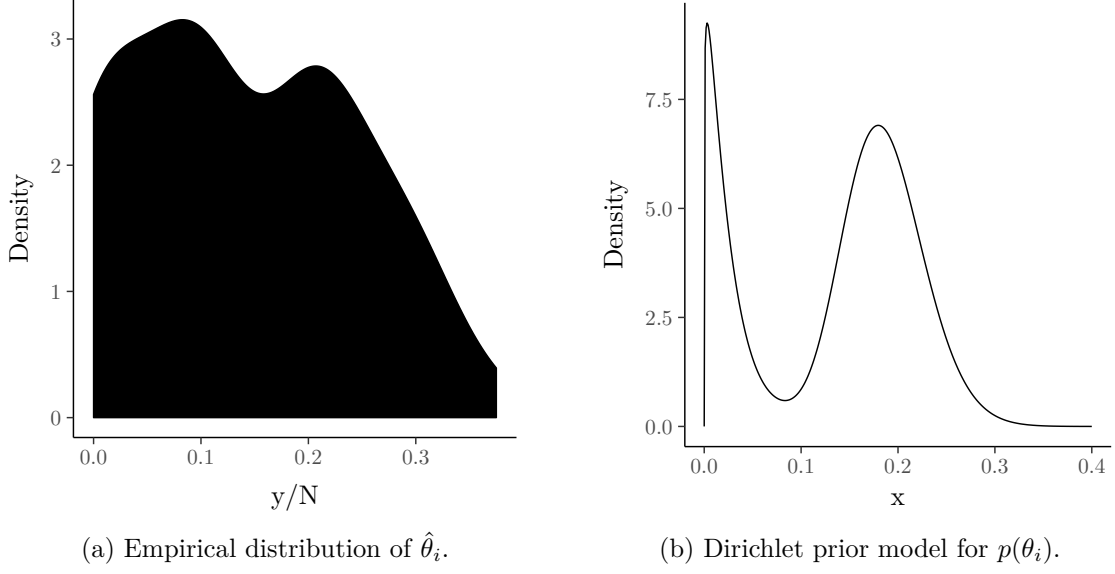 3
2
1
0
Density
0.0 0.1 0.2 0.3
y/N
(a) Empirical distribution of θ̂ᵢ.
7.5
5.0
2.5
0.0
Density
0.0 0.1 0.2 0.3 0.4
x
(b) Dirichlet prior model for p(θᵢ).